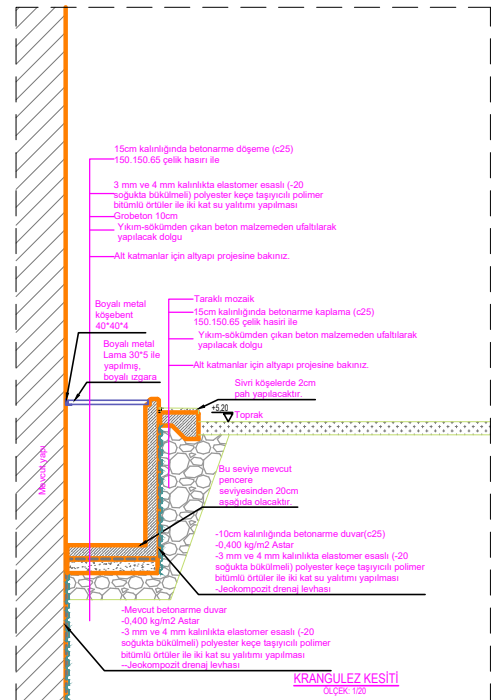 15cm kalınlığında betonarme döşeme (c25)
150.150.65 çelik hasırı ile
3 mm ve 4 mm kalınlıkta elastomer esaslı (-20
soğukta bükülmeli) polyester keçe taşıyıcılı polimer
bitümlü örtüler ile iki kat su yalıtımı yapılması
Grobeton 10cm
Yıkım-sökümden çıkan beton malzemeden ufaltılarak
yapılacak dolgu
Alt katmanlar için altyapı projesine bakınız.
Boyalı metal
köşebent
40*40*4
Boyalı metal
Lama 30*5 ile
yapılmış,
boyalı ızgara
Taraklı mozaik
15cm kalınlığında betonarme kaplama (c25)
150.150.65 çelik hasiri ile
Yıkım-sökümden çıkan beton malzemeden ufaltılarak
yapılacak dolgu
Alt katmanlar için altyapı projesine bakınız.
Sivri köşelerde 2cm
pah yapılacaktır.
+5.20
Toprak
Mevcut yapı
Bu seviye mevcut
pencere
seviyesinden 20cm
aşağıda olacaktır.
-10cm kalınlığında betonarme duvar(c25)
-0,400 kg/m2 Astar
-3 mm ve 4 mm kalınlıkta elastomer esaslı (-20
soğukta bükülmeli) polyester keçe taşıyıcılı polimer
bitümlü örtüler ile iki kat su yalıtımı yapılması
-Jeokompozit drenaj levhası
-Mevcut betonarme duvar
-0,400 kg/m2 Astar
-3 mm ve 4 mm kalınlıkta elastomer esaslı (-20
soğukta bükülmeli) polyester keçe taşıyıcılı polimer
bitümlü örtüler ile iki kat su yalıtımı yapılması
--Jeokompozit drenaj levhası
KRANGULEZ KESİTİ
ÖLÇEK: 1/20